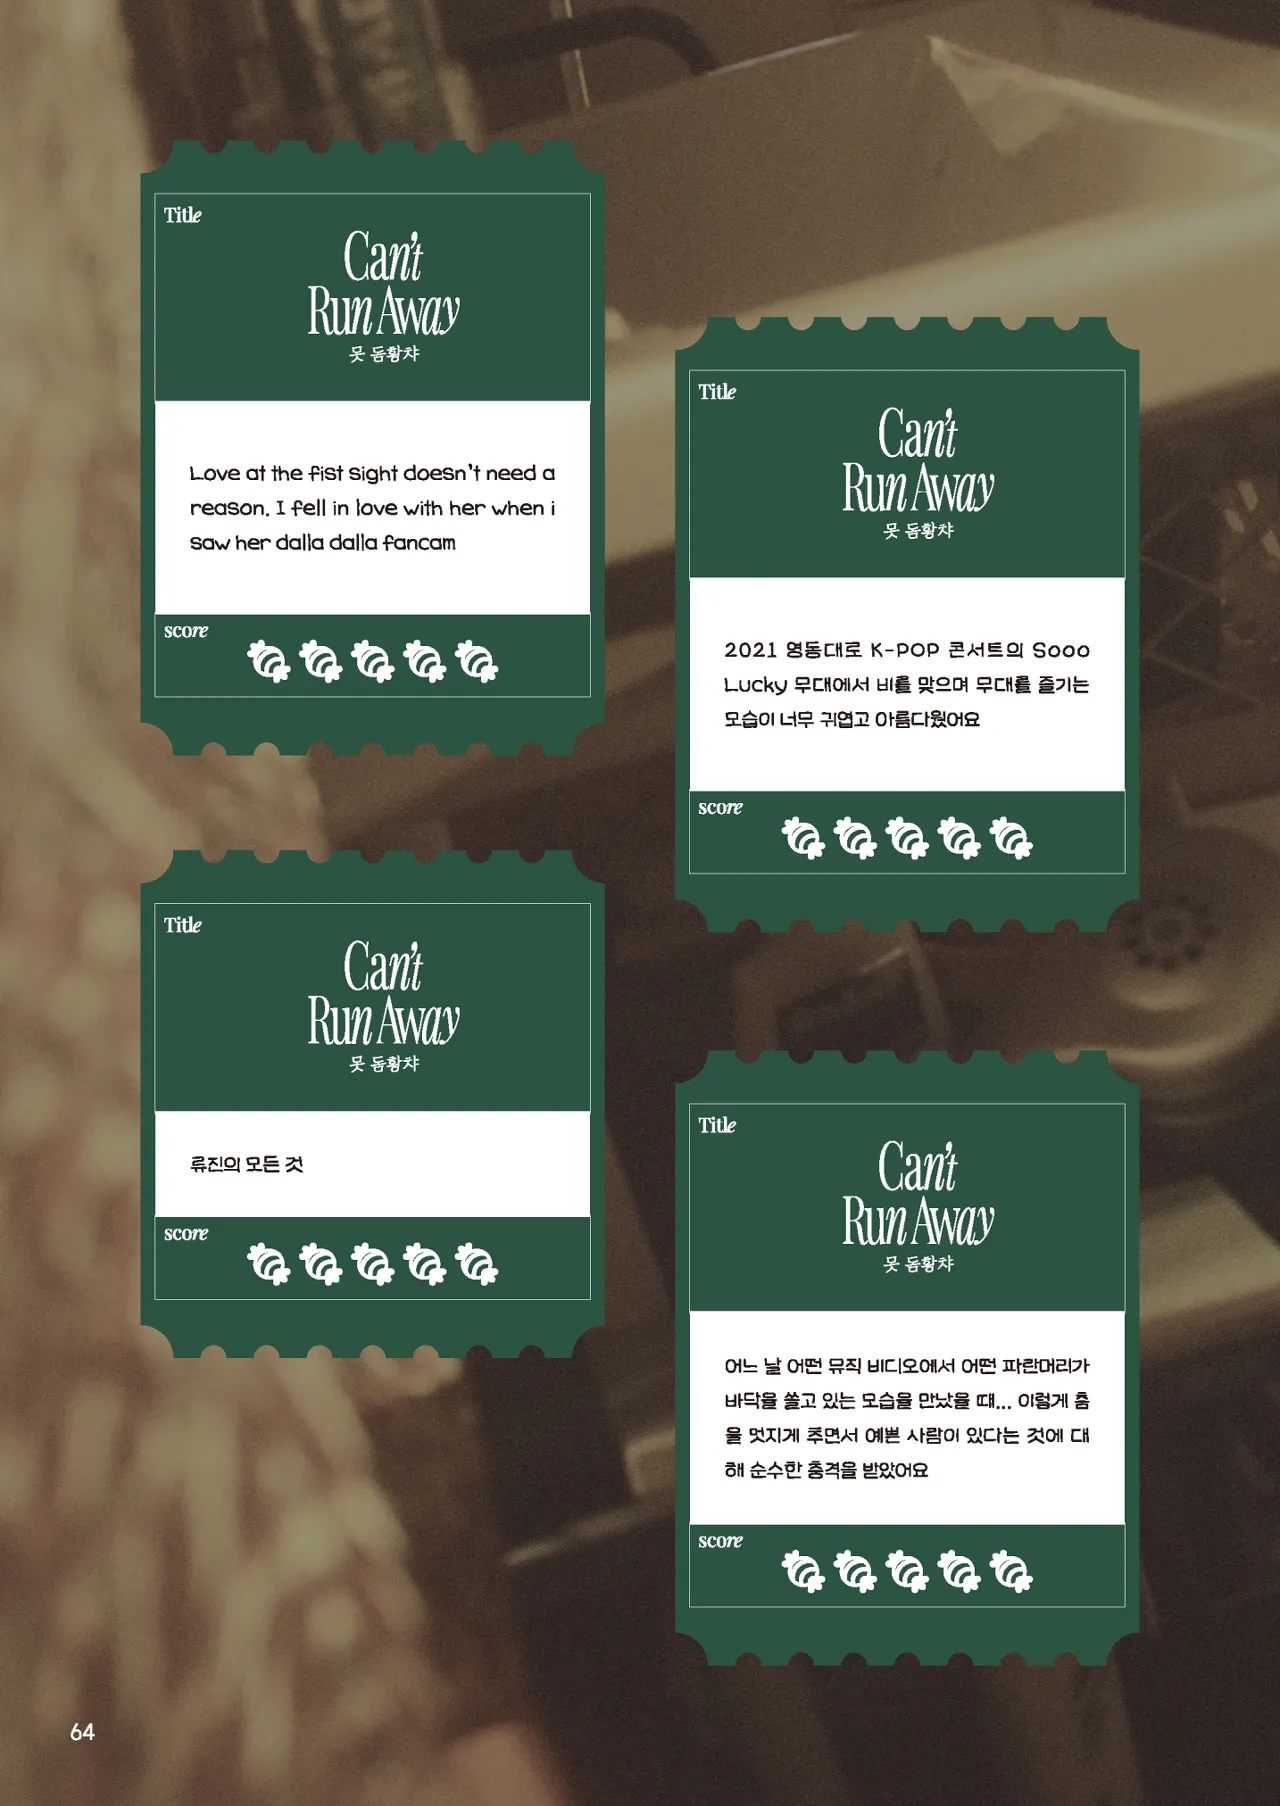 Title
Can't
Run Away
못 돔황챠
Love at the fist sight doesn't need a
reason. I fell in love with her when i
saw her dalla dalla fancam
score
Title
Can't
Run Away
못 돔황챠
2021 영동대로 K-POP 콘서트의 Sooo
Lucky 무대에서 비를 맞으며 무대를 즐기는
모습이 너무 귀엽고 아름다웠어요
score
Title
Can't
Run Away
못 돔황챠
류진의 모든 것
score
Title
Can't
Run Away
못 돔황챠
어느 날 어떤 뮤직 비디오에서 어떤 파란머리가
바닥을 쓸고 있는 모습을 만났을 때... 이렇게 춤
을 멋지게 추면서 예쁜 사람이 있다는 것에 대
해 순수한 충격을 받았어요
score
64